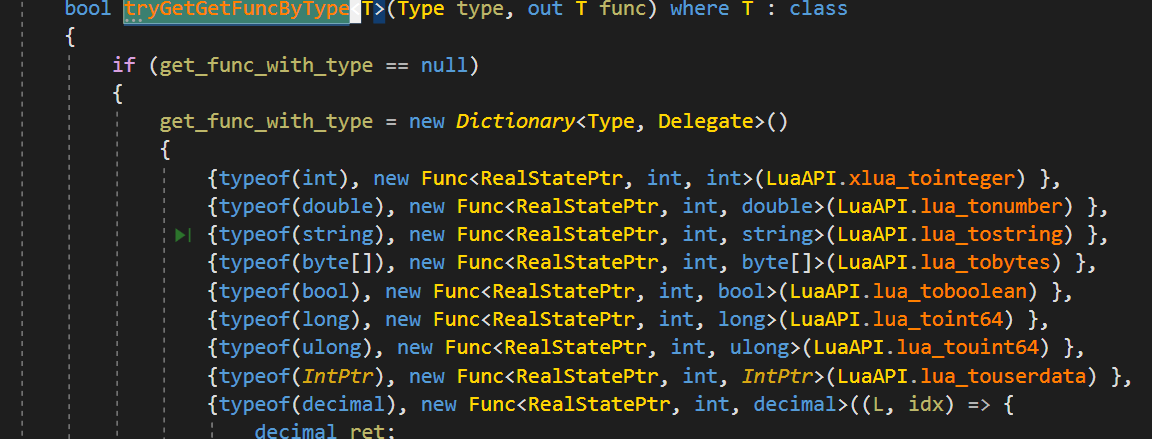 bool tryGetGetFuncByType<T>(Type type, out T func) where T : class
{
if (get_func_with_type == null)
{
get_func_with_type = new Dictionary<Type, Delegate>()
{
{typeof(int), new Func<RealStatePtr, int, int>(LuaAPI.xlua_tointeger) },
{typeof(double), new Func<RealStatePtr, int, double>(LuaAPI.lua_tonumber) },
{typeof(string), new Func<RealStatePtr, int, string>(LuaAPI.lua_tostring) },
{typeof(byte[]), new Func<RealStatePtr, int, byte[]>(LuaAPI.lua_tobytes) },
{typeof(bool), new Func<RealStatePtr, int, bool>(LuaAPI.lua_toboolean) },
{typeof(long), new Func<RealStatePtr, int, long>(LuaAPI.lua_toint64) },
{typeof(ulong), new Func<RealStatePtr, int, ulong>(LuaAPI.lua_touint64) },
{typeof(IntPtr), new Func<RealStatePtr, int, IntPtr>(LuaAPI.lua_touserdata) },
{typeof(decimal), new Func<RealStatePtr, int, decimal>((L, idx) => {
decimal ret;